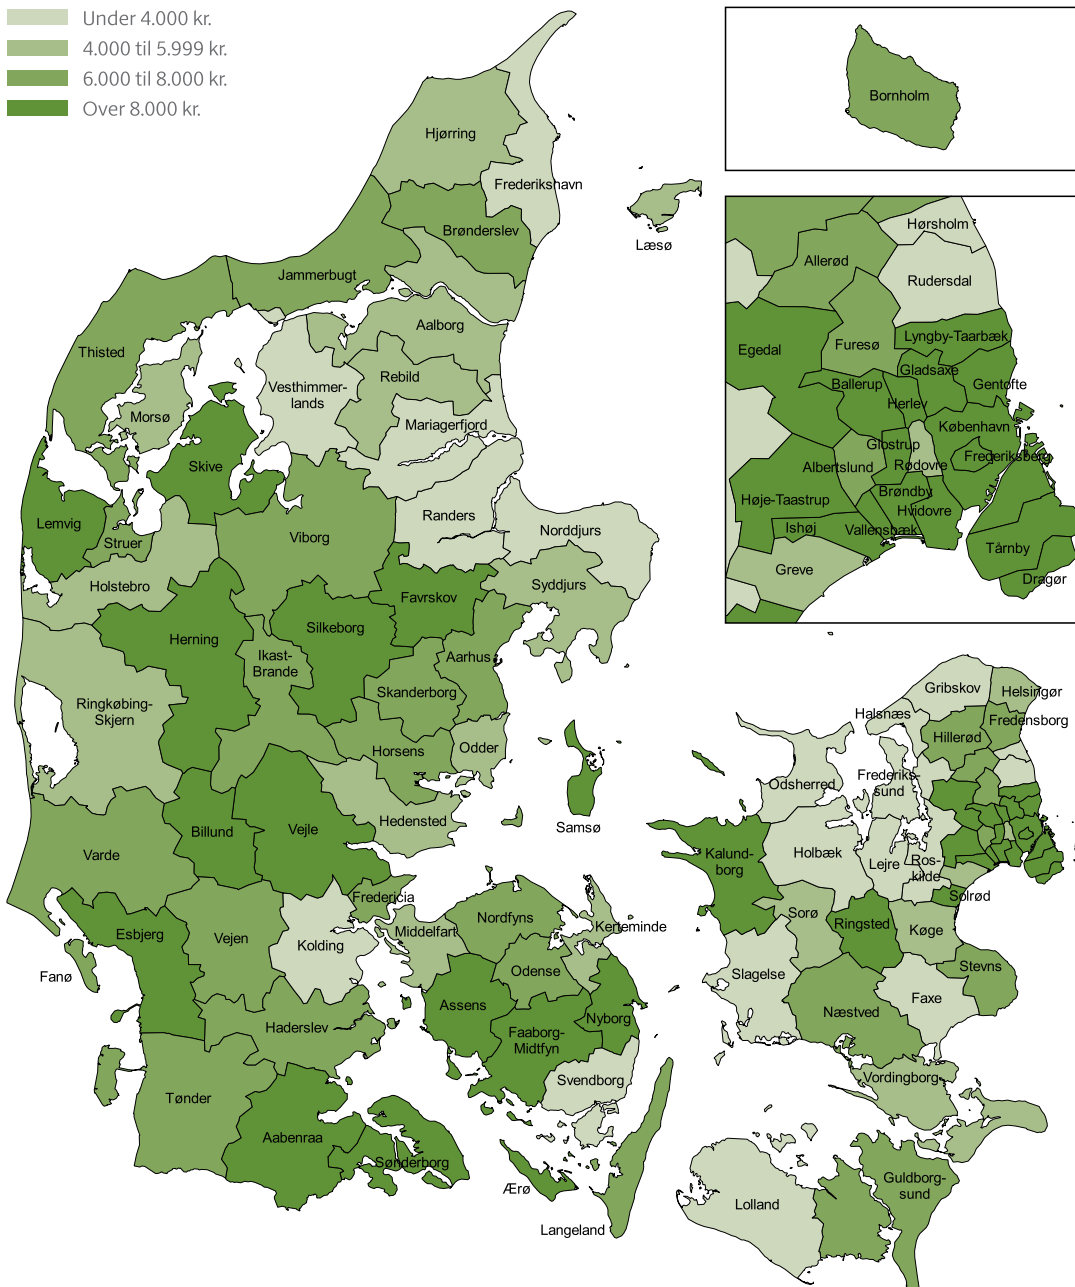 Under 4.000 kr.
4.000 til 5.999 kr.
6.000 til 8.000 kr.
Over 8.000 kr.
Hjørring
Frederikshavn
Læsø
Brønderslev
Jammerbugt
Aalborg
Thisted
Rebild
Vesthimmer-
lands
Morsø
Mariagerfjord
Skive
Lemvig
Randers
Norddjurs
Viborg
Struer
Holstebro
Syddjurs
Favrskov
Silkeborg
Herning
Ikast-
Brande
Aarhus
Skanderborg
Ringkøbing-
Skjern
Horsens
Odder
Hedensted
Samsø
Billund
Vejle
Varde
Fredericia
Esbjerg
Vejen
Kolding
Middelfart
Nordfyns
Kerteminde
Fanø
Odense
Assens
Nyborg
Faaborg-
Midtfyn
Haderslev
Svendborg
Tønder
Aabenraa
Sønderborg
Ærø
Langeland
Bornholm
Hørsholm
Allerød
Rudersdal
Egedal
Furesø
Lyngby-Taarbæk
Gladsaxe
Ballerup
Gentofte
Herlev
København
Glostrup
Frederiksberg
Albertslund
Rødovre
Høje-Taastrup
Brøndby
Hvidovre
Ishøj
Vallensbæk
Tårnby
Greve
Dragør
Gribskov
Helsingør
Halsnæs
Fredensborg
Hillerød
Odsherred
Frederiks-
sund
Kalund-
borg
Holbæk
Lejre
Ros-
kilde
Solrød
Sorø
Ringsted
Køge
Slagelse
Stevns
Faxe
Næstved
Vordingborg
Guldborg-
sund
Lolland